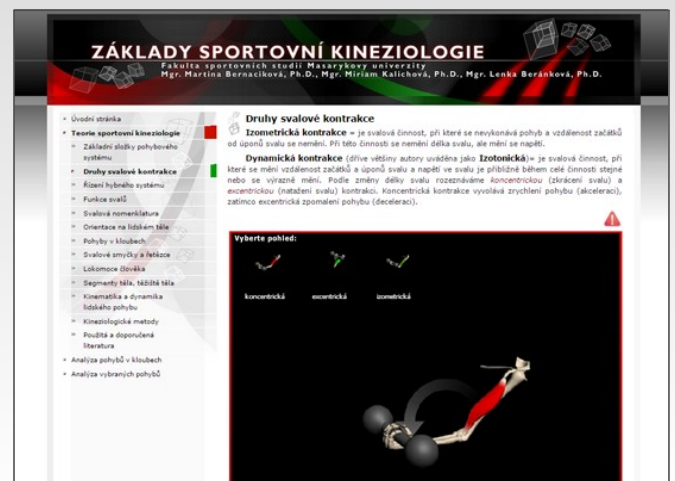 ZÁKLADY SPORTOVNÍ KINEZIOLOGIE
Fakulta sportovních studií Masarykovy univerzity
Mgr. Martina Bernaciková, Ph.D., Mgr. Miriam Kalichová, Ph.D., Mgr. Lenka Beránková, Ph.D.
Úvodní stránka
Teorie sportovní kineziologie
Základní složky pohybového
systému
Druhy svalové kontrakce
Řízení hybného systému
Funkce svalů
Svalová nomenklatura
Orientace na lidském těle
Pohyby v kloubech
Svalové smyčky a řetězce
Lokomoce člověka
Segmenty těla, těžiště těla
Kinematika a dynamika
lidského pohybu
Kineziologické metody
Použitá a doporučená
literatura
Analýza pohybů v kloubech
Analýza vybraných pohybů
Druhy svalové kontrakce
Izometrická kontrakce = je svalová činnost, při které se nevykonává pohyb a vzdálenost začátků
od úponů svalu se nemění. Při této činnosti se nemění délka svalu, ale mění se napětí.
Dynamická kontrakce (dříve většiny autory uváděna jako Izotonická)= je svalová činnost, při
které se mění vzdálenost začátků a úponů svalu a napětí ve svalu je přibližně během celé činnosti stejné
nebo se výrazně mění. Podle změny délky svalu rozeznáváme koncentrickou (zkrácení svalu) a
excentrickou (natažení svalu) kontrakci. Koncentrická kontrakce vyvolává zrychlení pohybu (akceleraci),
zatímco excentrická zpomalení pohybu (deceleraci).
Vyberte pohled:
koncentrická excentrická izometrická